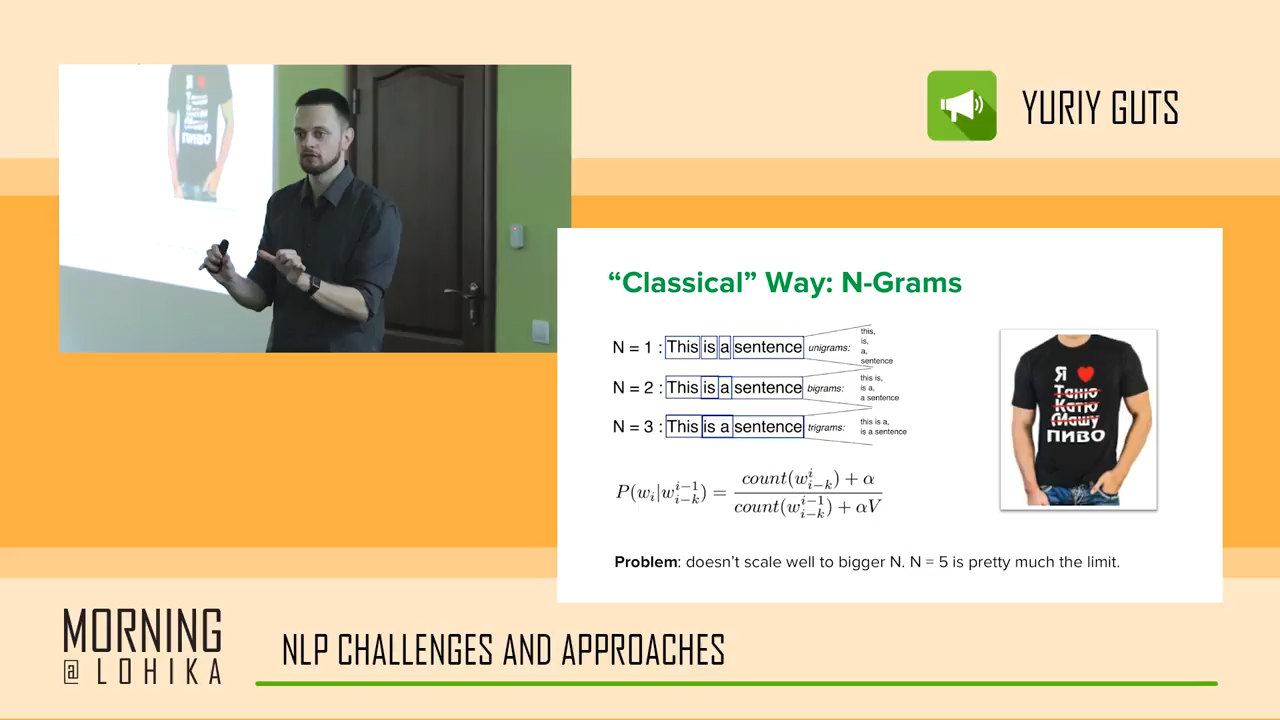 YURIY GUTS
“Classical” Way: N-Grams
N = 1 : This is a sentence unigrams: this, is, a, sentence
N = 2 : This is a sentence bigrams: this is, is a, a sentence
N = 3 : This is a sentence trigrams: this is a, is a sentence
P(w_i|w_{i-k}^{i-1}) = \frac{count(w_{i-k}^{i}) + α}{count(w_{i-k}^{i-1}) + αV}
Я ♥
Таню
Катю
Машу
ПИВО
Problem: doesn’t scale well to bigger N. N = 5 is pretty much the limit.
MORNING
@ LOHIKA
NLP CHALLENGES AND APPROACHES